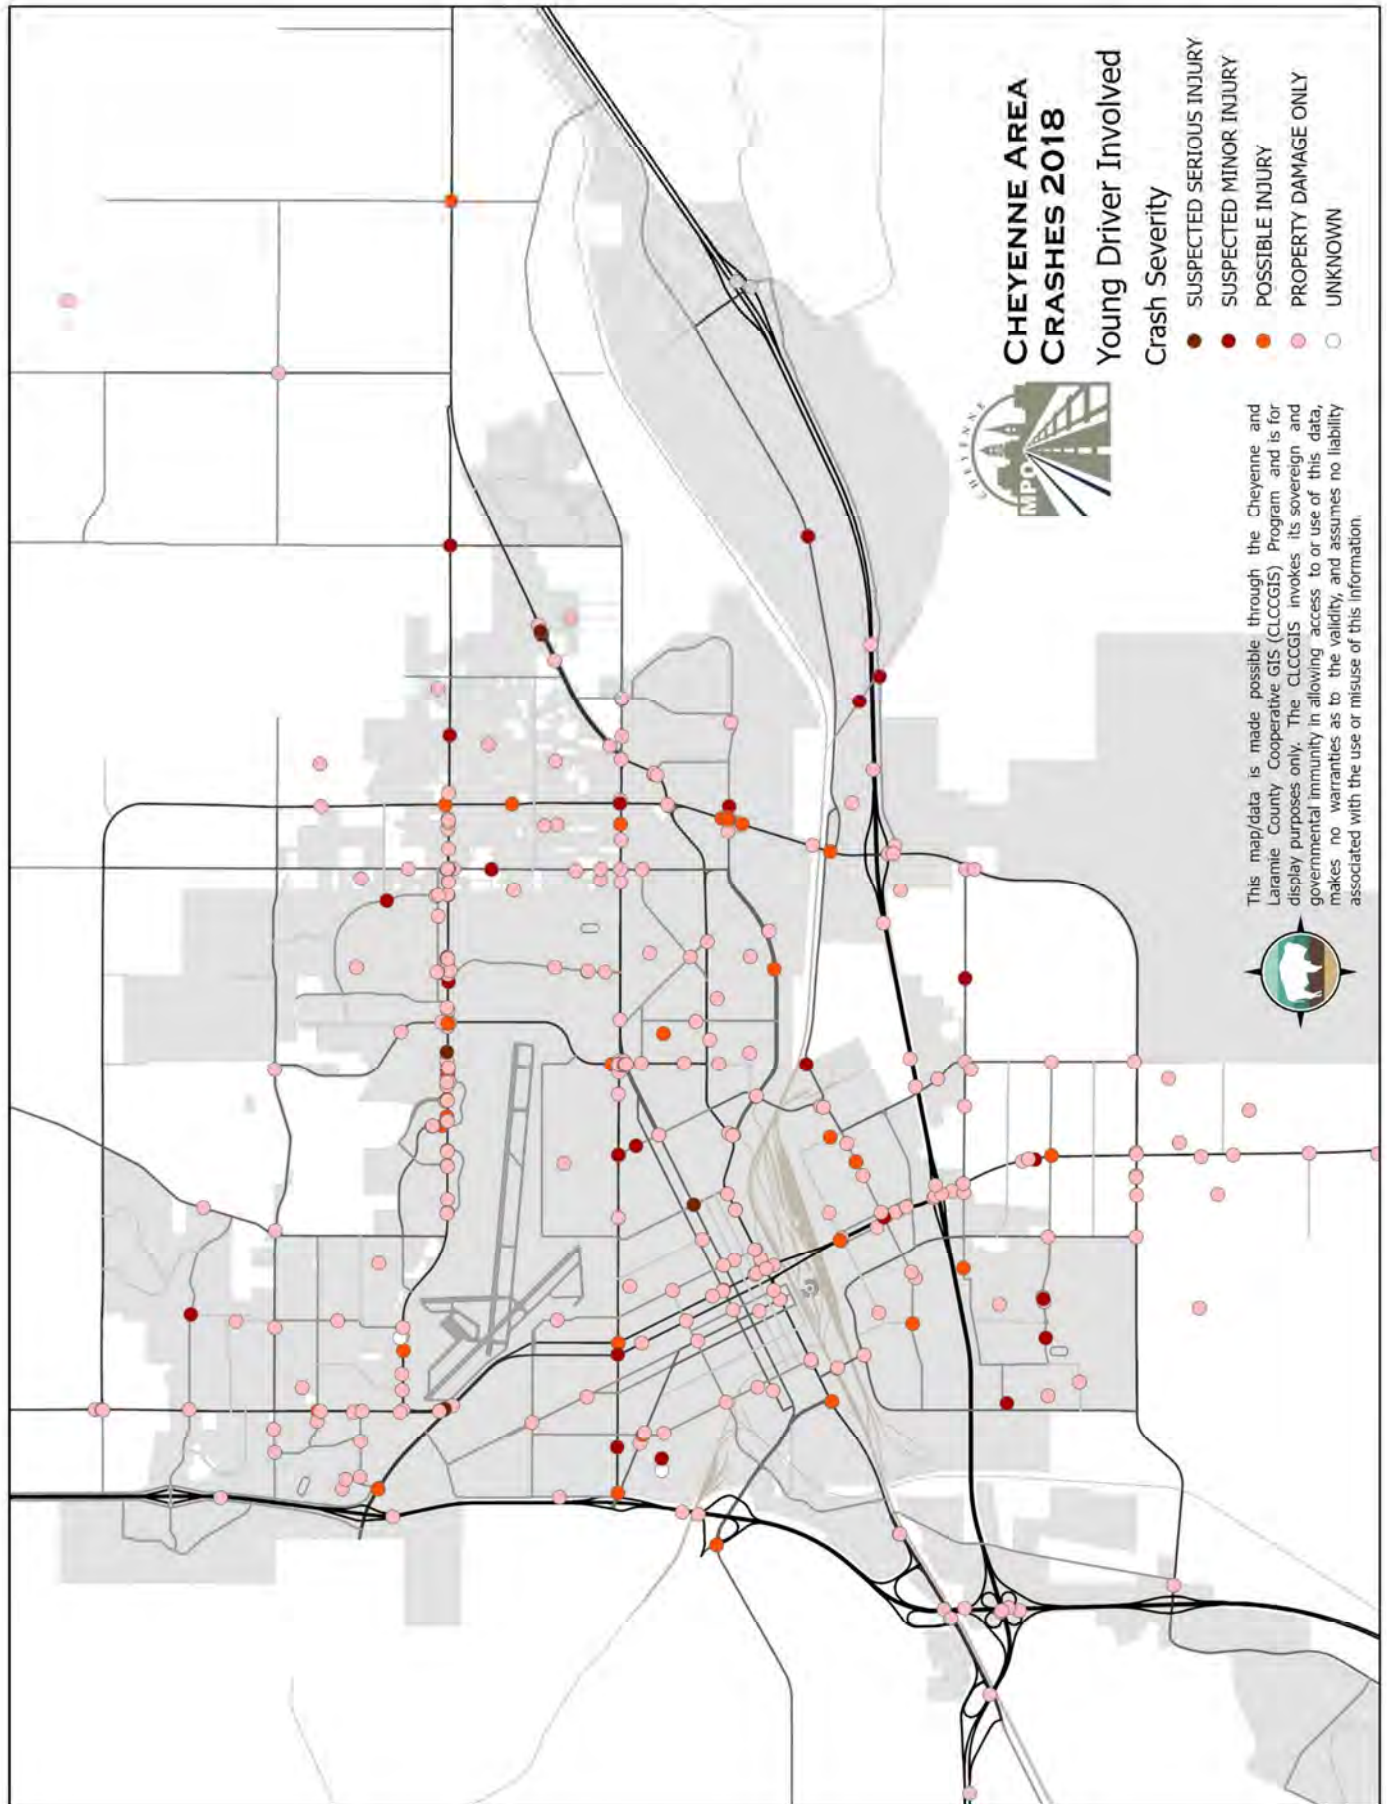 CHEYENNE AREA
CRASHES 2018
Young Driver Involved
Crash Severity
SUSPECTED SERIOUS INJURY
SUSPECTED MINOR INJURY
POSSIBLE INJURY
PROPERTY DAMAGE ONLY
UNKNOWN
CHEYENNE
MPO
This map/data is made possible through the Cheyenne and
Laramie County Cooperative GIS (CLCCGIS) Program and is for
display purposes only. The CLCCGIS invokes its sovereign and
governmental immunity in allowing access to or use of this data,
makes no warranties as to the validity, and assumes no liability
associated with the use or misuse of this information.